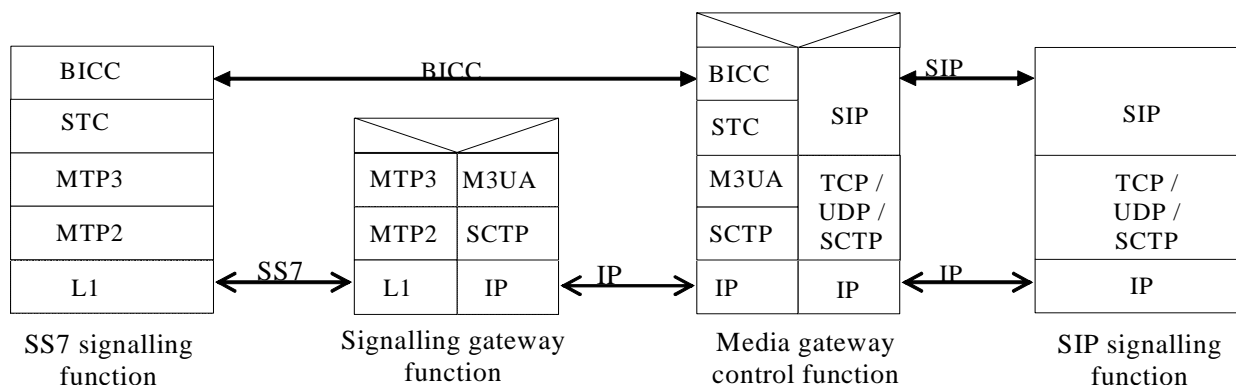 BICC
STC
MTP3
MTP2
L1
SS7 signalling
function
BICC
SS7
MTP3
M3UA
MTP2
SCTP
L1
IP
Signalling gateway
function
IP
BICC
STC
M3UA
SCTP
IP
SIP
TCP /
UDP /
SCTP
IP
Media gateway
control function
SIP
IP
SIP
TCP /
UDP /
SCTP
IP
SIP signalling
function